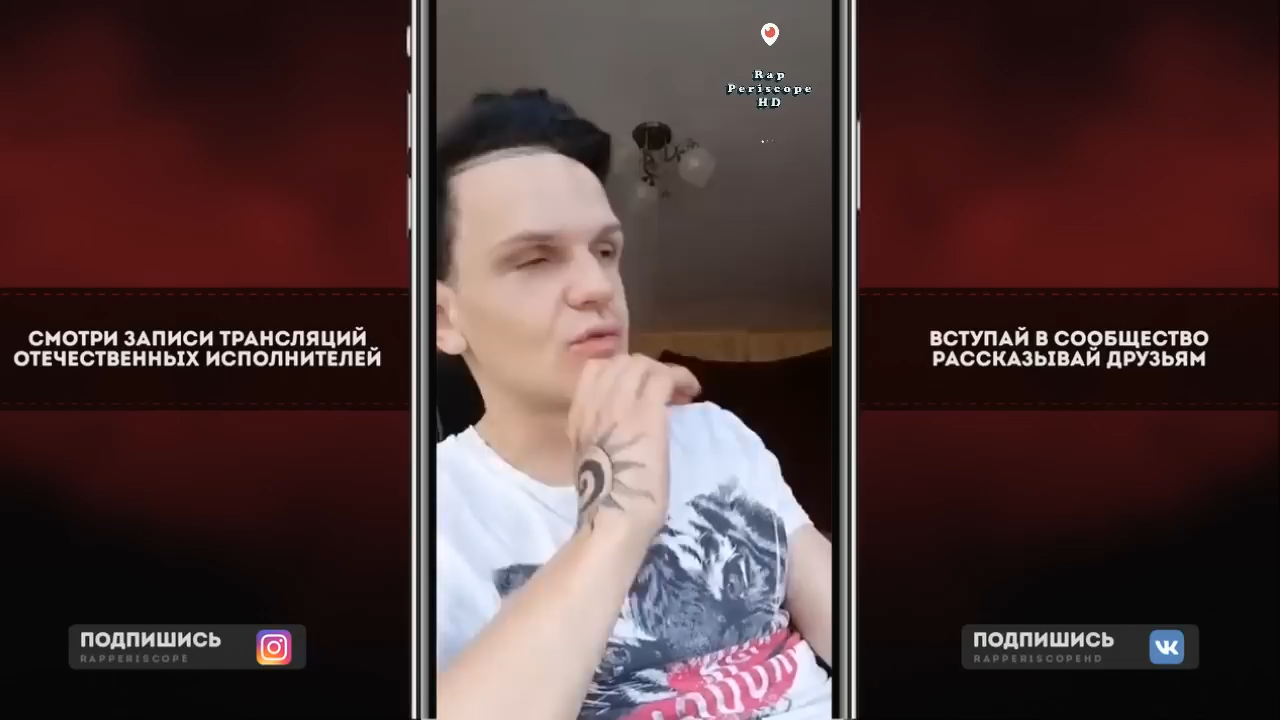 Rap
Periscope
HD
СМОТРИ ЗАПИСИ ТРАНСЛЯЦИЙ
ОТЕЧЕСТВЕННЫХ ИСПОЛНИТЕЛЕЙ
ВСТУПАЙ В СООБЩЕСТВО
РАССКАЗЫВАЙ ДРУЗЬЯМ
ПОДПИШИСЬ
RAPPERISCOPE
ПОДПИШИСЬ
RAPPERISCOPEHD